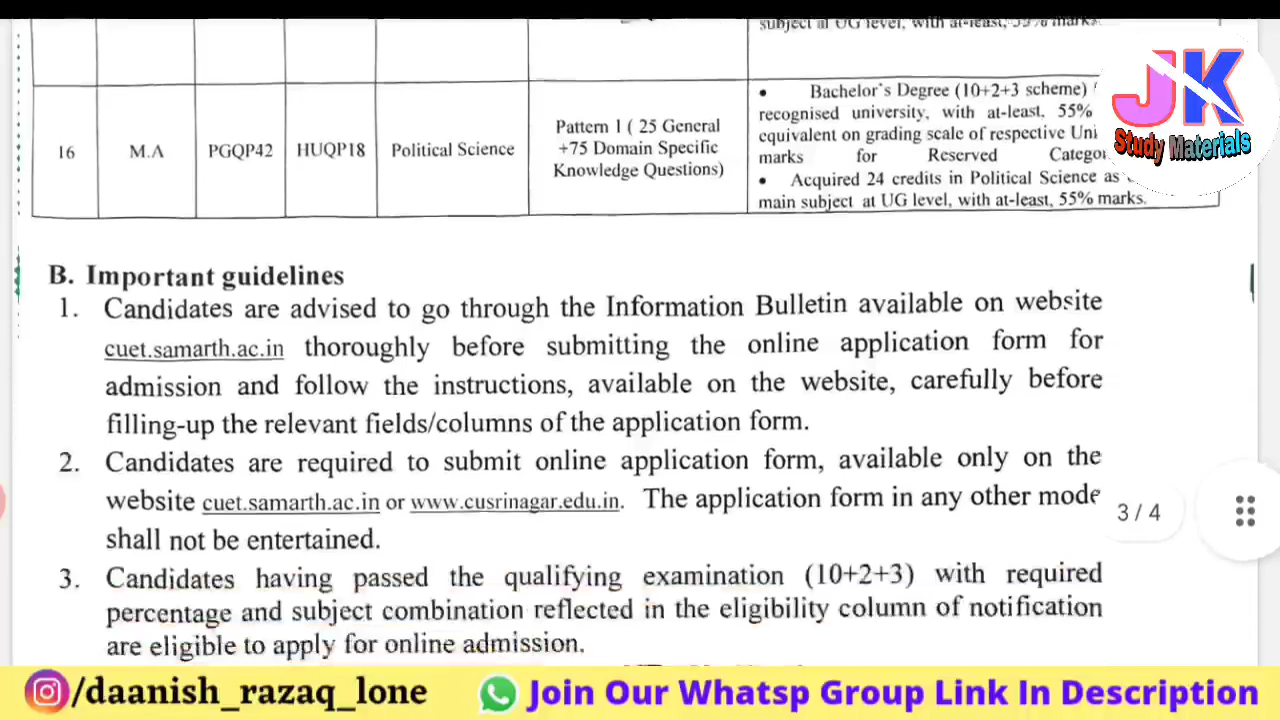 subject at UG level, with at-least, 55% marks
16
M.A
PGQP42
HUQP18
Political Science
Pattern 1 ( 25 General
+75 Domain Specific
Knowledge Questions)
• Bachelor's Degree (10+2+3 scheme)
recognised university, with at-least, 55%
equivalent on grading scale of respective Uni
marks for Reserved Categor
• Acquired 24 credits in Political Science as
main subject at UG level, with at-least, 55% marks.
JK
Study Materials
B. Important guidelines
1. Candidates are advised to go through the Information Bulletin available on website
cuet.samarth.ac.in thoroughly before submitting the online application form for
admission and follow the instructions, available on the website, carefully before
filling-up the relevant fields/columns of the application form.
2. Candidates are required to submit online application form, available only on the
website cuet.samarth.ac.in or www.cusrinagar.edu.in. The application form in any other mode
shall not be entertained.
3 / 4
3. Candidates having passed the qualifying examination (10+2+3) with required
percentage and subject combination reflected in the eligibility column of notification
are eligible to apply for online admission.
/daanish_razaq_lone
Join Our Whatsp Group Link In Description